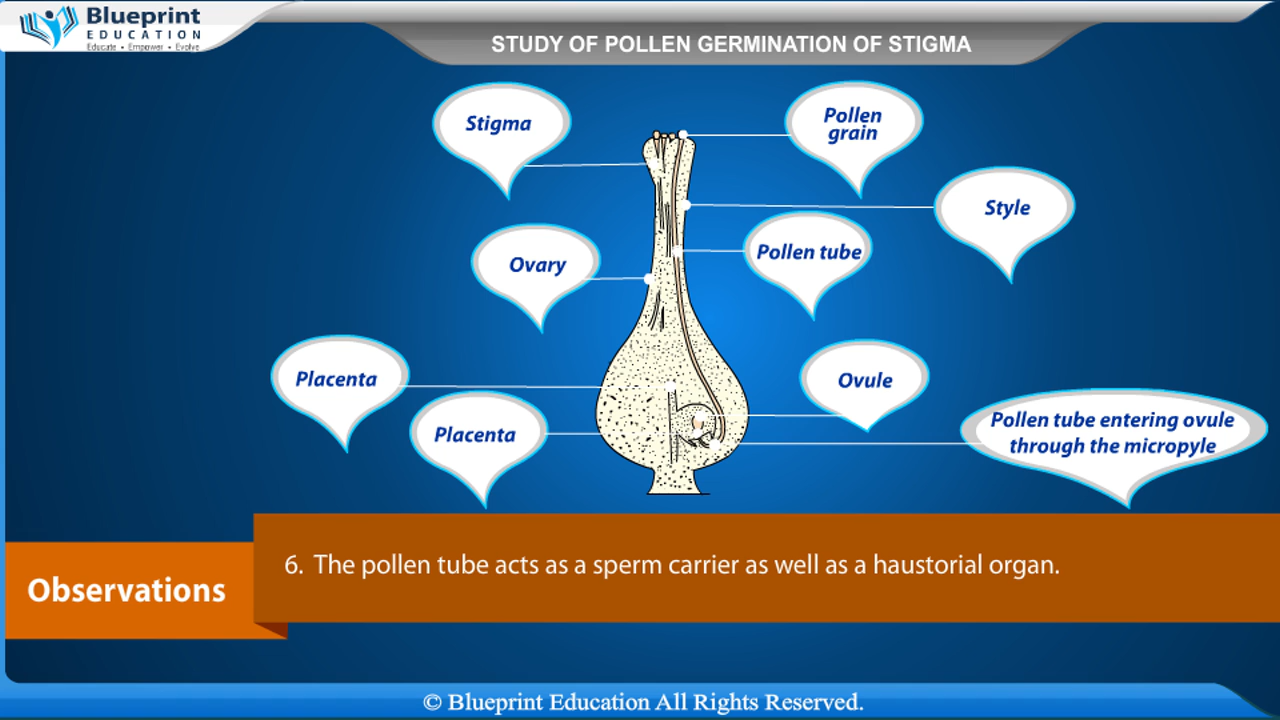 Blueprint
EDUCATION
Educate • Empower • Evolve
STUDY OF POLLEN GERMINATION OF STIGMA
Stigma
Pollen
grain
Style
Ovary
Pollen tube
Placenta
Ovule
Placenta
Pollen tube entering ovule
through the micropyle
Observations
6. The pollen tube acts as a sperm carrier as well as a haustorial organ.
© Blueprint Education All Rights Reserved.